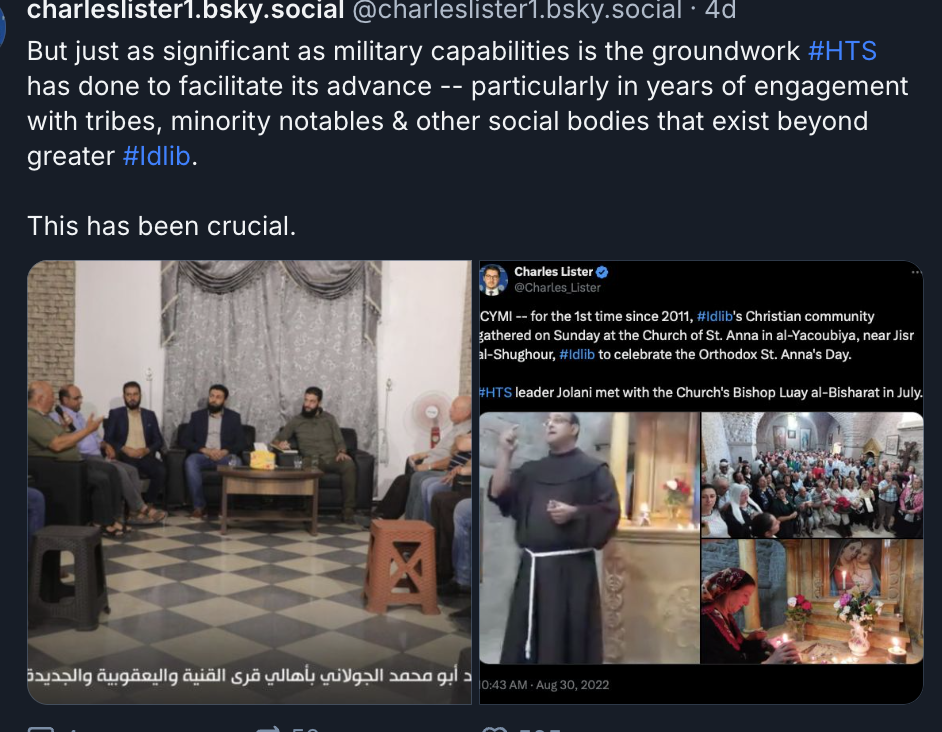 charleslister1.bsky.social @charleslister1.bsky.social · 4d
But just as significant as military capabilities is the groundwork #HTS
has done to facilitate its advance -- particularly in years of engagement
with tribes, minority notables & other social bodies that exist beyond
greater #Idlib.
This has been crucial.
أبو محمد الجولاني بأهالي قرى القنية واليعقوبية والجديدة
Charles Lister
@Charles_Lister
CYMI -- for the 1st time since 2011, #Idlib's Christian community
gathered on Sunday at the Church of St. Anna in al-Yacoubiya, near Jisr
al-Shughour, #Idlib to celebrate the Orthodox St. Anna's Day.
#HTS leader Jolani met with the Church's Bishop Luay al-Bisharat in July.
10:43 AM · Aug 30, 2022